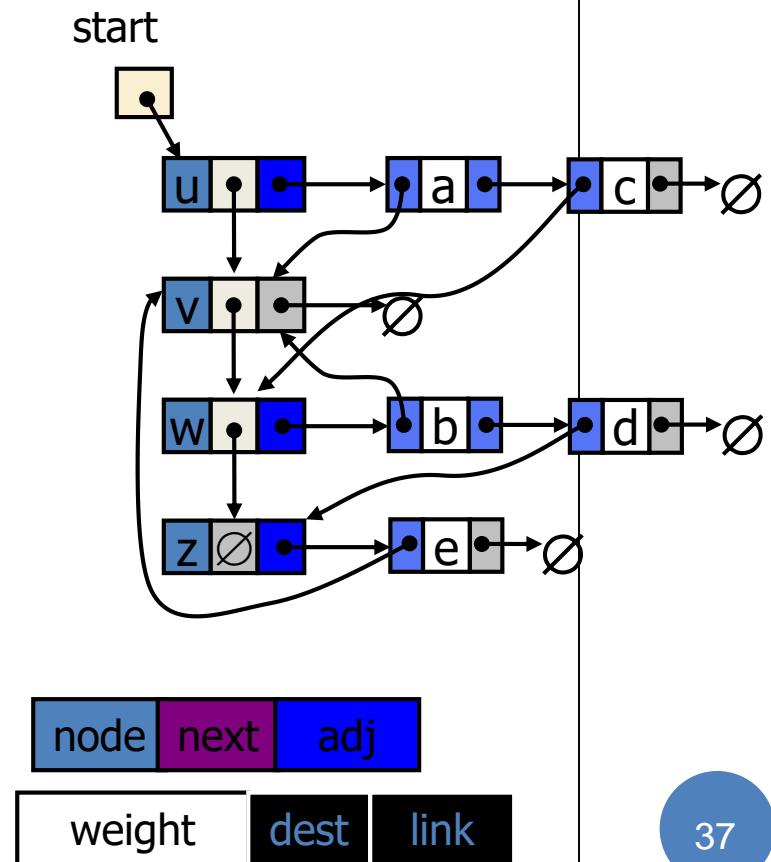 start
u a c ∅
v ∅
w b d ∅
z ∅ e ∅
node next adj
weight dest link
37